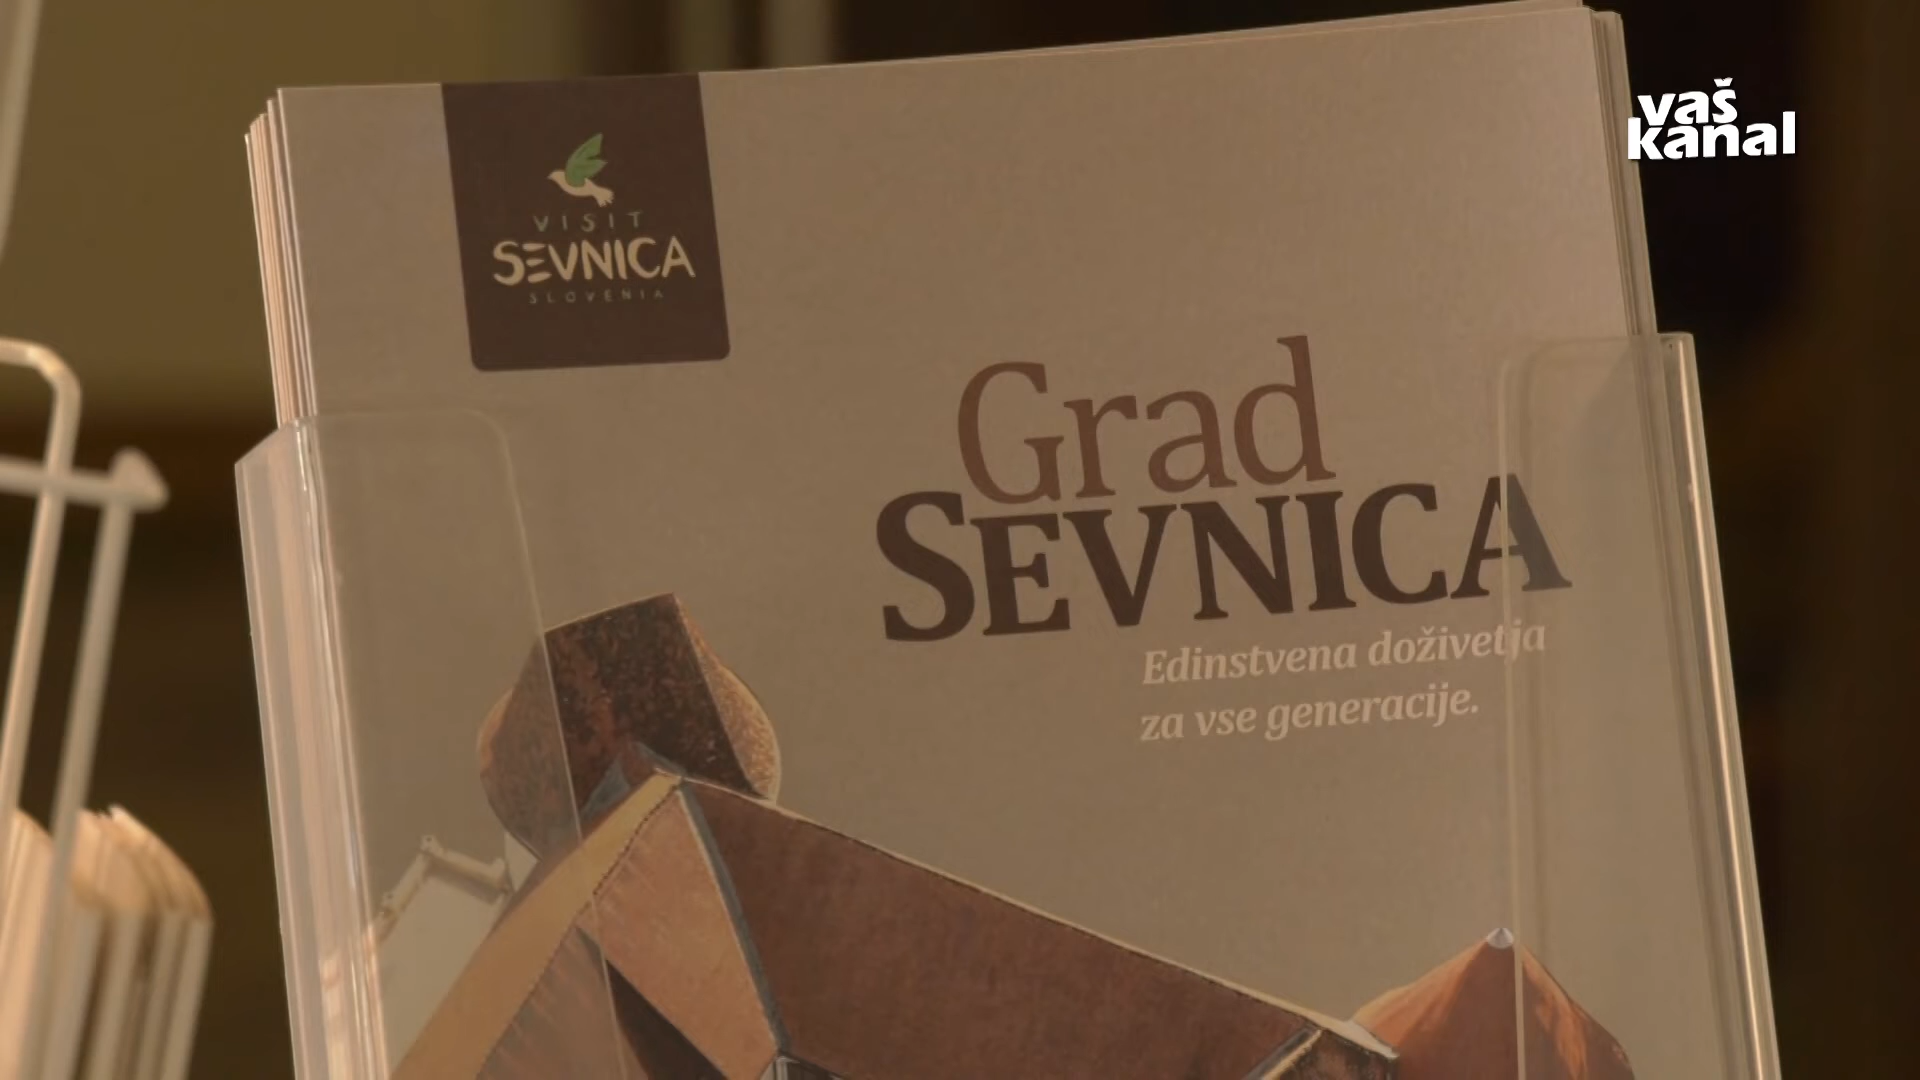 vaš
kanal
VISIT
SEVNICA
SLOVENIA
Grad
SEVNICA
Edinstvena doživetja
za vse generacije.